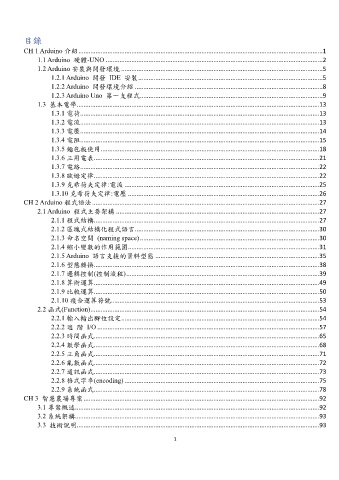 目錄
CH 1 Arduino 介紹 1
1.1 Arduino 硬體-UNO 2
1.2 Arduino 安裝與開發環境 5
1.2.1 Arduino 開發 IDE 安裝 5
1.2.2 Arduino 開發環境介紹 8
1.2.3 Arduino Uno 第一支程式 9
1.3 基本電學 13
1.3.1 電荷 13
1.3.2 電流 13
1.3.3 電壓 14
1.3.4 電阻 15
1.3.5 麵包板使用 18
1.3.6 三用電表 21
1.3.7 電路 22
1.3.8 歐姆定律 22
1.3.9 克希荷夫定律:電流 25
1.3.10 克希荷夫定律:電壓 26
CH 2 Arduino 程式語法 27
2.1 Arduino 程式主要架構 27
2.1.1 程式結構 27
2.1.2 區塊式結構化程式語言 30
2.1.3 命名空間 (naming space) 30
2.1.4 縮小變數的作用範圍 31
2.1.5 Arduino 語言支援的資料型態 35
2.1.6 型態轉換 38
2.1.7 邏輯控制(控制流程) 39
2.1.8 算術運算 49
2.1.9 比較運算 50
2.1.10 複合運算符號 53
2.2 函式(Function) 54
2.2.1 輸入輸出腳位設定 54
2.2.2 進 階 I/O 57
2.2.3 時間函式 65
2.2.4 數學函式 68
2.2.5 三角函式 71
2.2.6 亂數函式 72
2.2.7 通訊函式 73
2.2.8 格式字串(encoding) 75
2.2.9 系統函式 78
CH 3 智慧農場專案 92
3.1 專案概述 92
3.2 系統架構 93
3.3 技術說明 93
1